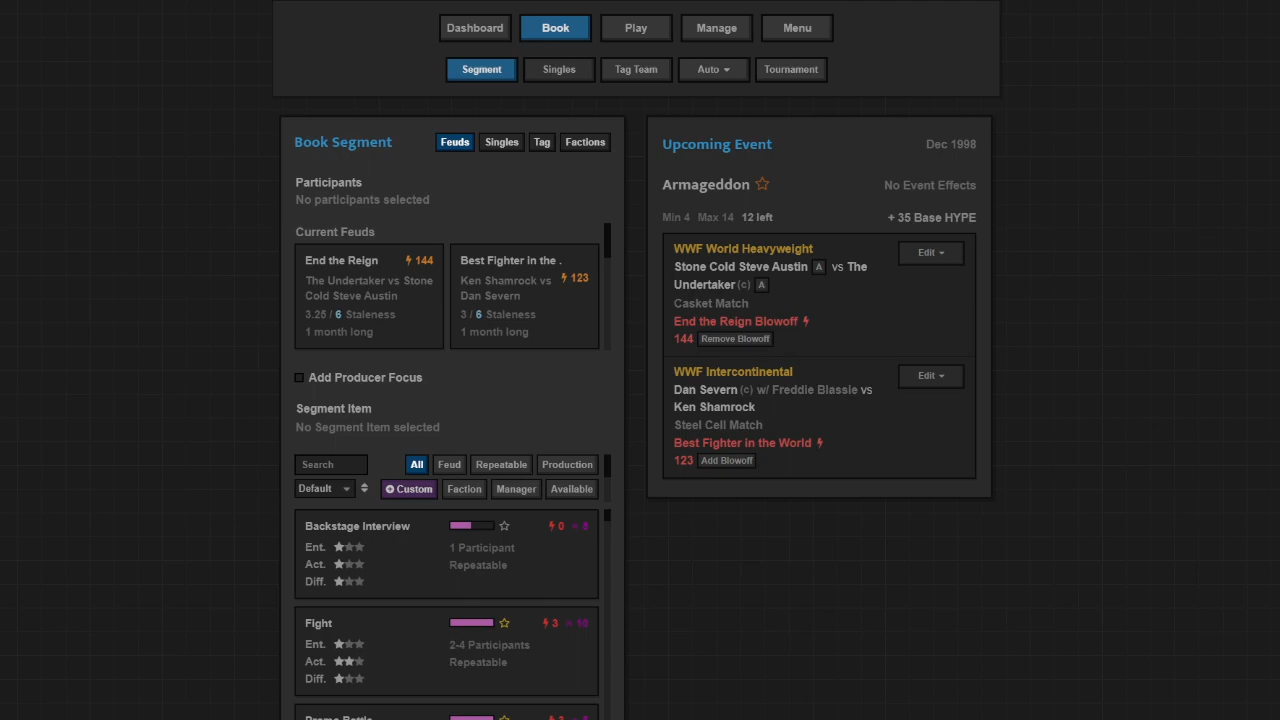 Dashboard Book Play Manage Menu
Segment Singles Tag Team Auto Tournament
Book Segment Feuds Singles Tag Factions
Participants
No participants selected
Current Feuds
End the Reign 144
The Undertaker vs Stone
Cold Steve Austin
3.25 / 6 Staleness
1 month long
Best Fighter in the .
Ken Shamrock vs 123
Dan Severn
3 / 6 Staleness
1 month long
Add Producer Focus
Segment Item
No Segment Item selected
Search All Feud Repeatable Production
Default Custom Faction Manager Available
Backstage Interview 0
Ent. 1 Participant
Act. Repeatable
Diff.
Fight 3 10
Ent. 2-4 Participants
Act. Repeatable
Diff.
Promo Battle
Upcoming Event Dec 1998
Armageddon No Event Effects
Min 4 Max 14 12 left + 35 Base HYPE
WWF World Heavyweight Edit
Stone Cold Steve Austin A vs The
Undertaker (c) A
Casket Match
End the Reign Blowoff
144 Remove Blowoff
WWF Intercontinental Edit
Dan Severn (c) w/ Freddie Blassie vs
Ken Shamrock
Steel Cell Match
Best Fighter in the World
123 Add Blowoff